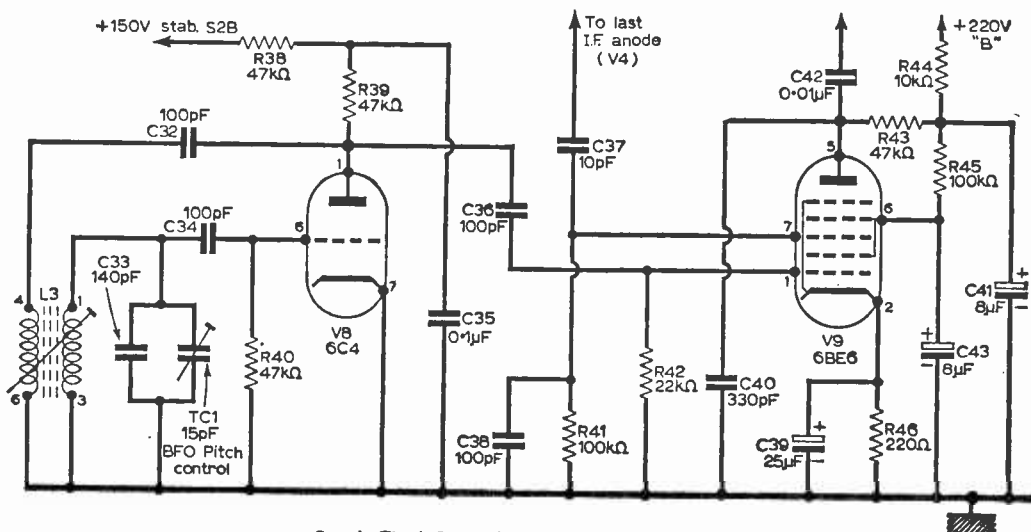 +150V stab. S2B
R38
47kΩ
R39
47kΩ
100pF
C32
100pF
C34
C33
140pF
L3
4
1
6
3
TC1
15pF
BFO Pitch
control
R40
47kΩ
1
6
7
V8
6C4
C35
0·1µF
To last
I.F. anode
(V4)
C37
10pF
C36
100pF
C38
100pF
R41
100kΩ
R42
22kΩ
C42
0·01µF
5
7
1
6
2
V9
6BE6
C40
330pF
C39
25µF
+
-
R46
220Ω
+220V
"B"
R44
10kΩ
R43
47kΩ
R45
100kΩ
C41
8µF
+
-
C43
8µF
+
-